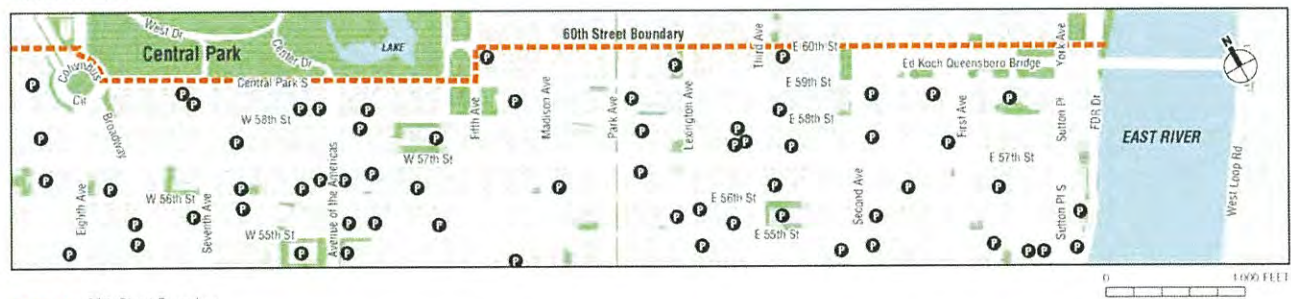 West Dr
Central Park
Center Dr
LAKE
60th Street Boundary
Third Ave
E 60th St
York Ave
Ed Koch Queensboro Bridge
N
Columbus
Cir
Central Park S
E 59th St
Broadway
W 58th St
Fifth Ave
Madison Ave
Park Ave
Lexington Ave
E 58th St
First Ave
Sutton Pl
FDR Dr
EAST RIVER
W 57th St
E 57th St
West Loop Rd
Eighth Ave
W 56th St
Seventh Ave
Avenue of the Americas
E 56th St
Second Ave
Sutton Pl S
W 55th St
E 55th St
0
1,000 FEET
P